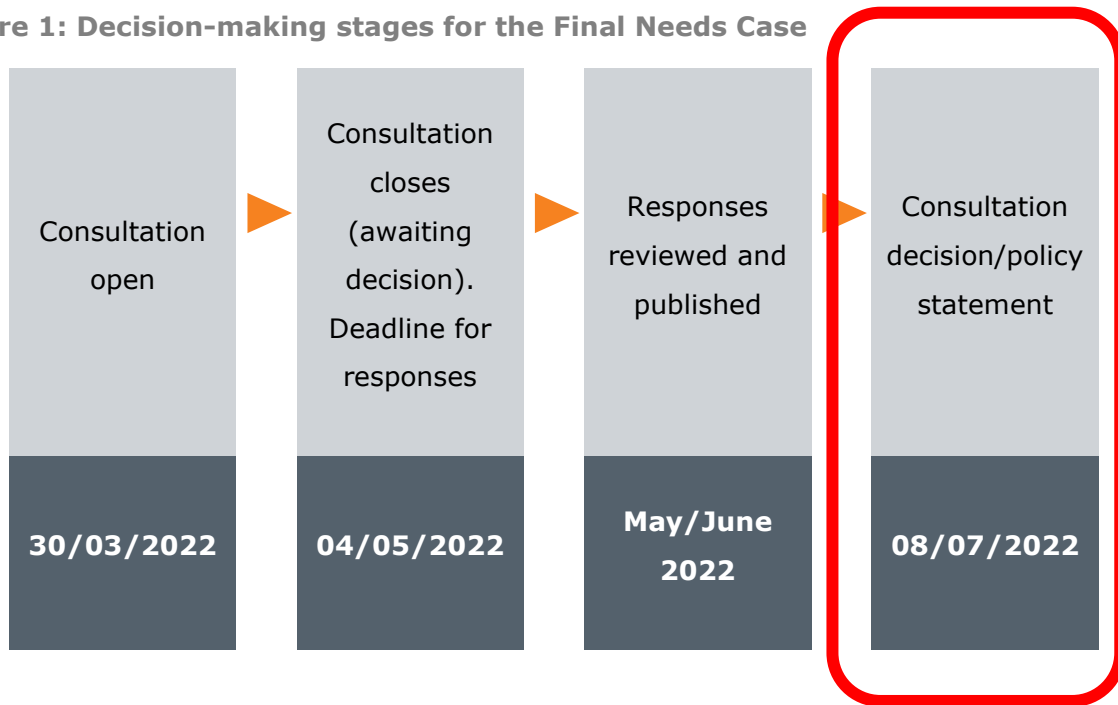 re 1: Decision-making stages for the Final Needs Case
Consultation
open
30/03/2022
Consultation
closes
(awaiting
decision).
Deadline for
responses
04/05/2022
Responses
reviewed and
published
May/June
2022
Consultation
decision/policy
statement
08/07/2022